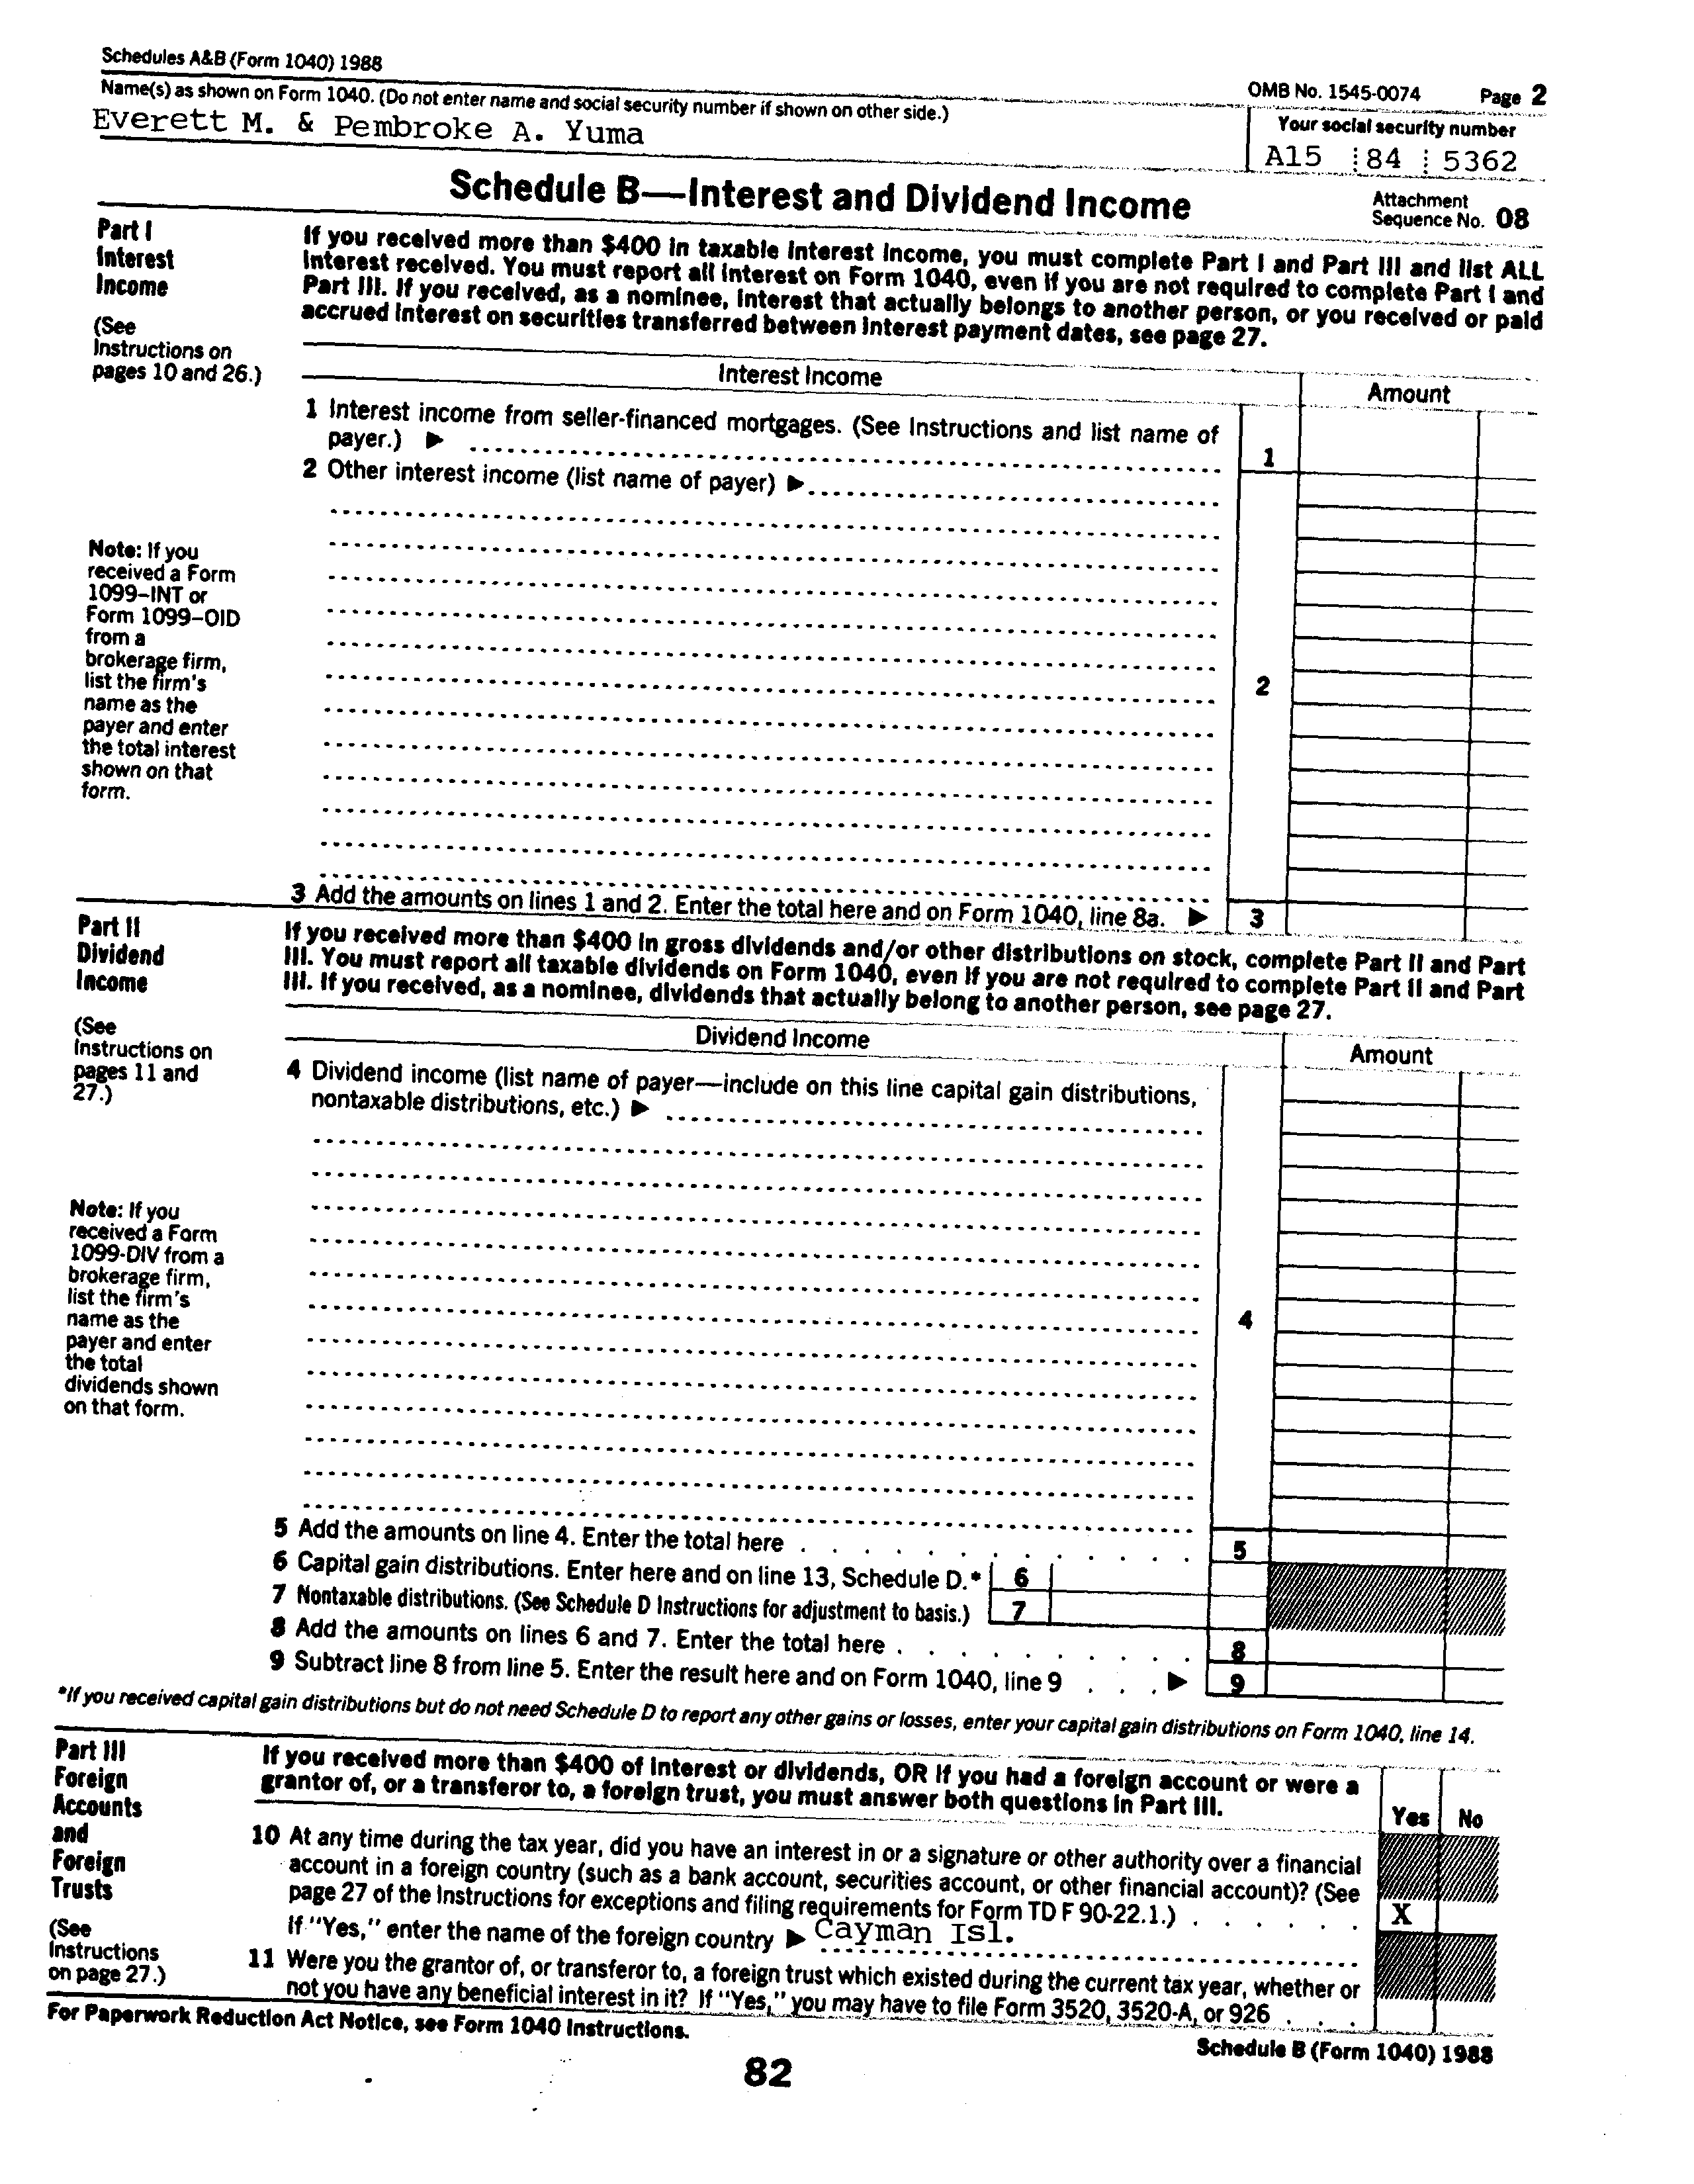 Schedules A&B (Form 1040) 1988
OMB No. 1545-0074 Page 2
Name(s) as shown on Form 1040. (Do not enter name and social security number if shown on other side.)
Your social security number
Everett M. & Pembroke A. Yuma
A15 84 5362
Schedule B—Interest and Dividend Income
Attachment
Sequence No. 08
Part I
Interest
Income
(See
Instructions on
pages 10 and 26.)
If you received more than $400 in taxable interest income, you must complete Part I and Part III and list ALL
interest received. You must report all interest on Form 1040, even if you are not required to complete Part I and
Part III. If you received, as a nominee, interest that actually belongs to another person, or you received or paid
accrued interest on securities transferred between interest payment dates, see page 27.
Interest Income
Amount
1 Interest income from seller-financed mortgages. (See Instructions and list name of
payer.) ▶
1
2 Other interest income (list name of payer) ▶
Note: If you
received a Form
1099–INT or
Form 1099–OID
from a
brokerage firm,
list the firm's
name as the
payer and enter
the total interest
shown on that
form.
2
3 Add the amounts on lines 1 and 2. Enter the total here and on Form 1040, line 8a. ▶ 3
Part II
Dividend
Income
(See
Instructions on
pages 11 and
27.)
If you received more than $400 in gross dividends and/or other distributions on stock, complete Part II and Part
III. You must report all taxable dividends on Form 1040, even if you are not required to complete Part II and Part
III. If you received, as a nominee, dividends that actually belong to another person, see page 27.
Dividend Income
Amount
4 Dividend income (list name of payer—include on this line capital gain distributions,
nontaxable distributions, etc.) ▶
Note: If you
received a Form
1099-DIV from a
brokerage firm,
list the firm's
name as the
payer and enter
the total
dividends shown
on that form.
4
5 Add the amounts on line 4. Enter the total here . . . . . . . . . . 5
6 Capital gain distributions. Enter here and on line 13, Schedule D.* 6
7 Nontaxable distributions. (See Schedule D Instructions for adjustment to basis.) 7
8 Add the amounts on lines 6 and 7. Enter the total here . . . . . . . . . 8
9 Subtract line 8 from line 5. Enter the result here and on Form 1040, line 9 . . . ▶ 9
*If you received capital gain distributions but do not need Schedule D to report any other gains or losses, enter your capital gain distributions on Form 1040, line 14.
Part III
Foreign
Accounts
and
Foreign
Trusts
(See
Instructions
on page 27.)
If you received more than $400 of interest or dividends, OR if you had a foreign account or were a
grantor of, or a transferor to, a foreign trust, you must answer both questions in Part III.
Yes No
10 At any time during the tax year, did you have an interest in or a signature or other authority over a financial
account in a foreign country (such as a bank account, securities account, or other financial account)? (See
page 27 of the Instructions for exceptions and filing requirements for Form TD F 90-22.1.) . . . . . . X
If "Yes," enter the name of the foreign country ▶ Cayman Isl.
11 Were you the grantor of, or transferor to, a foreign trust which existed during the current tax year, whether or
not you have any beneficial interest in it? If "Yes," you may have to file Form 3520, 3520-A, or 926 . . .
For Paperwork Reduction Act Notice, see Form 1040 Instructions.
Schedule B (Form 1040) 1988
82